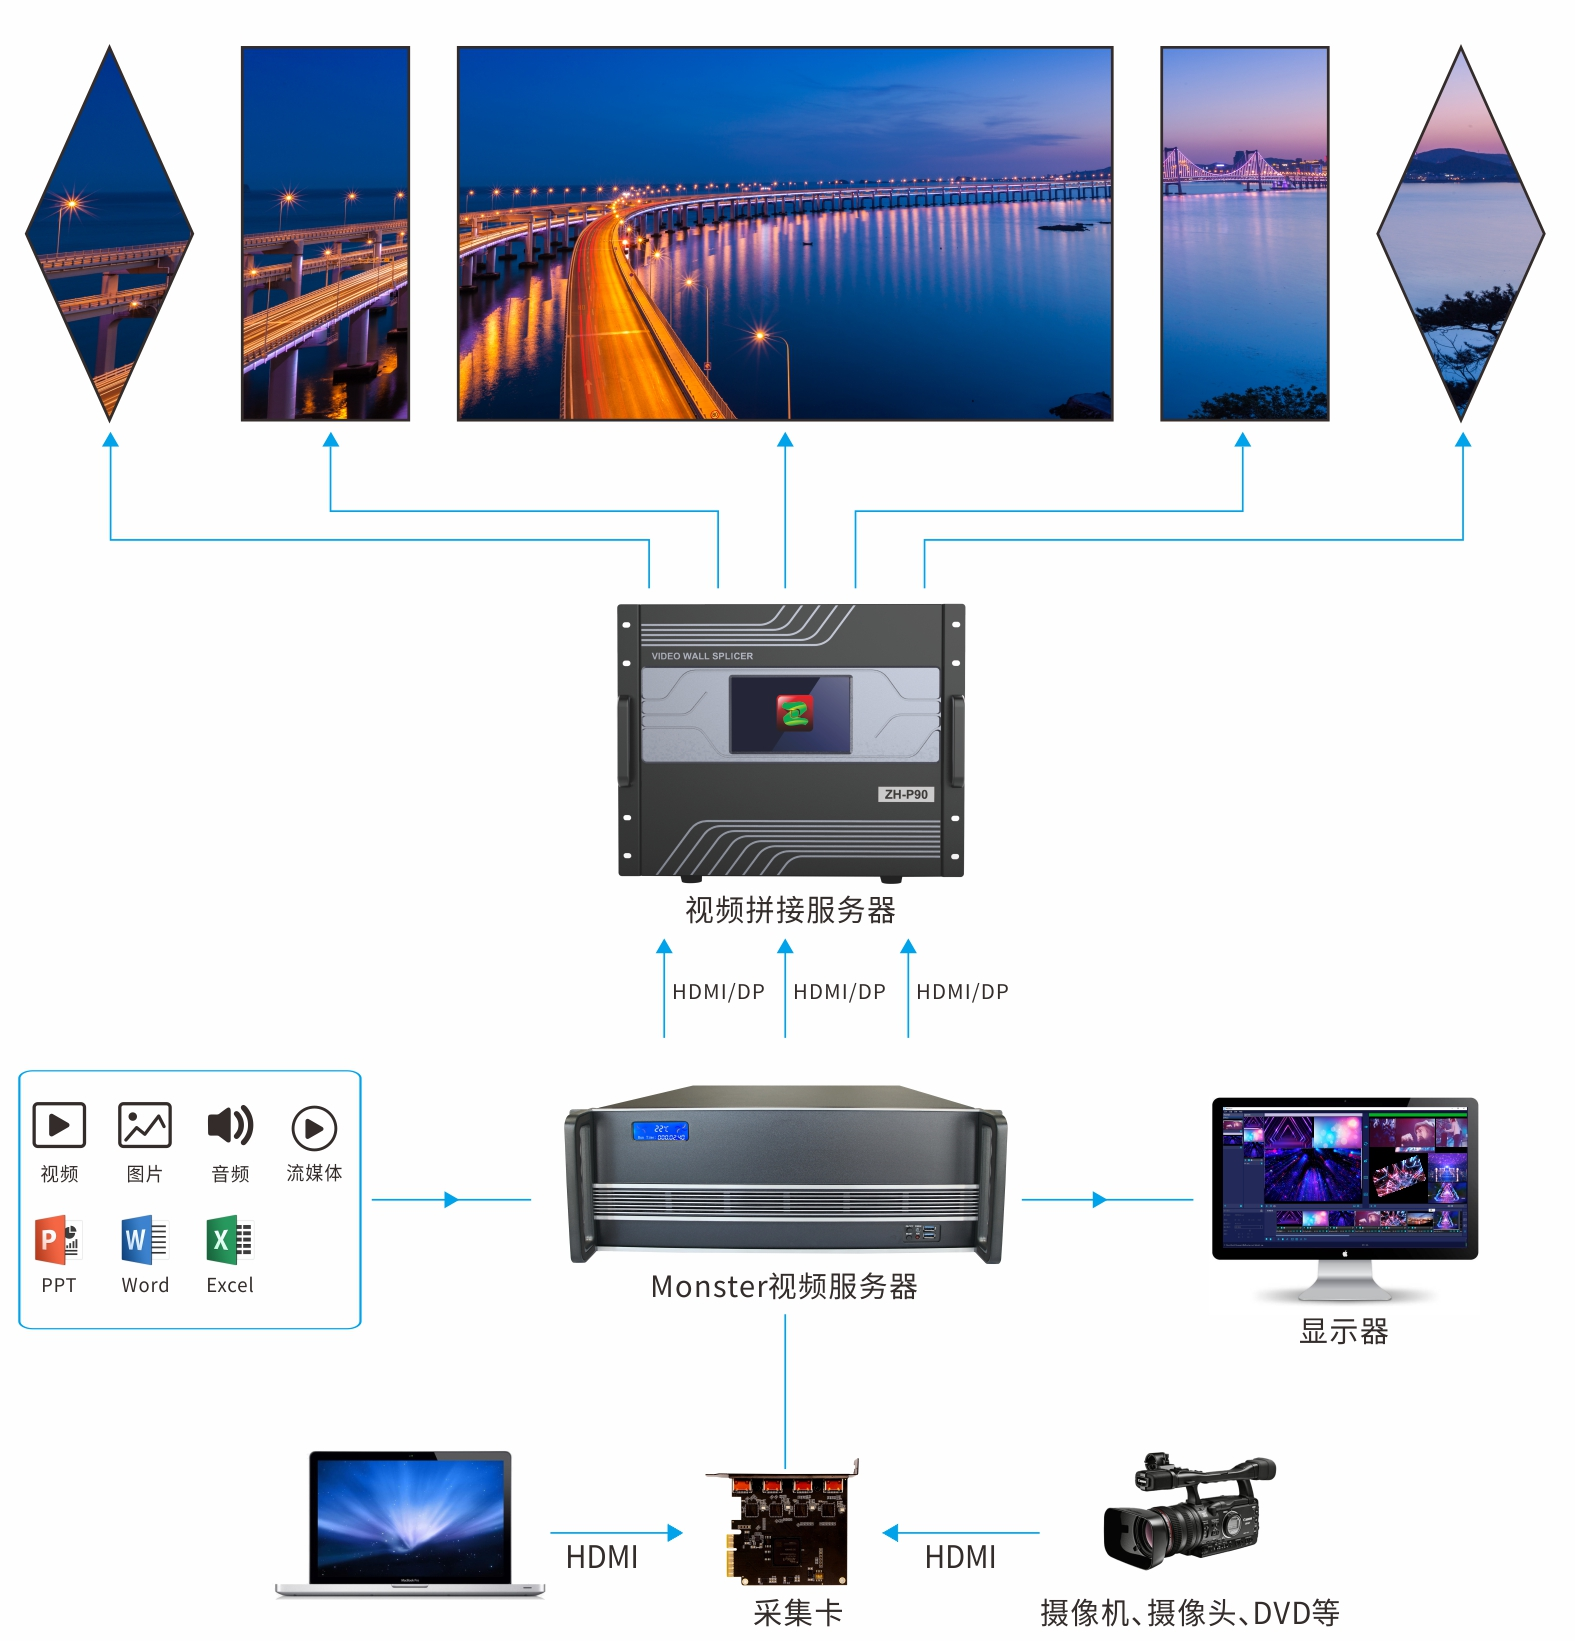 VIDEO WALL SPLICER
ZH-P90
视频拼接服务器
HDMI/DP
HDMI/DP
HDMI/DP
视频
图片
音频
流媒体
PPT
Word
Excel
22℃
Monster视频服务器
显示器
HDMI
HDMI
采集卡
摄像机、摄像头、DVD等